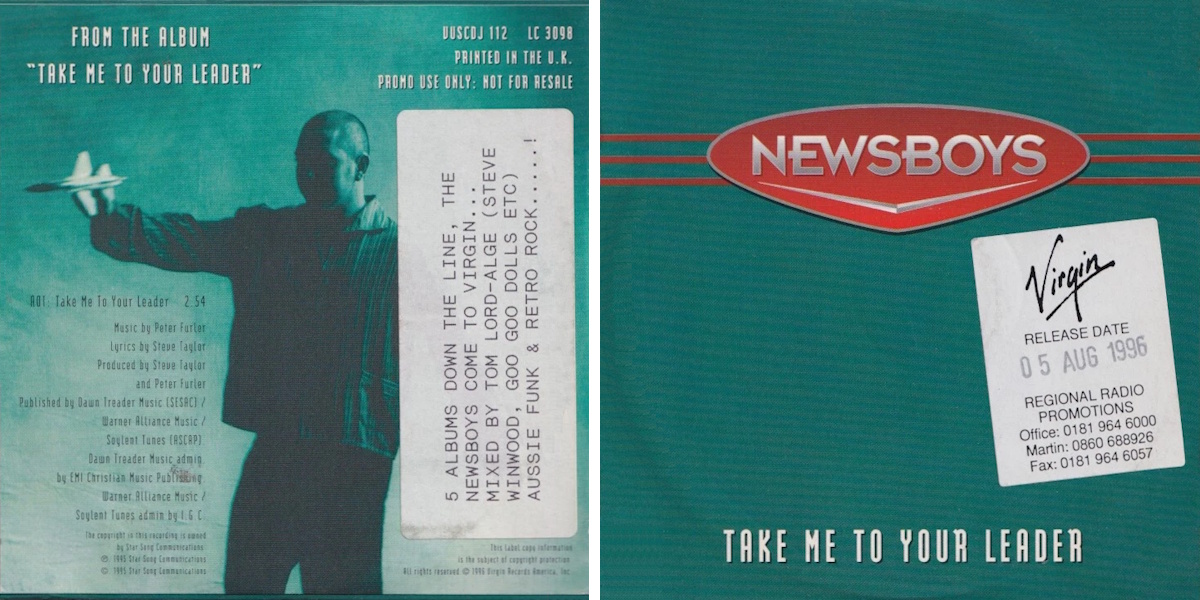 FROM THE ALBUM
"TAKE ME TO YOUR LEADER"
VUSCDJ 112 LC 3098
PRINTED IN THE U.K.
PROMO USE ONLY: NOT FOR RESALE
5 ALBUMS DOWN THE LINE, THE
NEWSBOYS COME TO VIRGIN...
MIXED BY TOM LORD-ALGE (STEVE
WINWOOD, GOO GOO DOLLS ETC)
AUSSIE FUNK & RETRO ROCK.....!
A01: Take Me To Your Leader 2.54
Music by Peter Furler
Lyrics by Steve Taylor
Produced by Steve Taylor
and Peter Furler
Published by Dawn Treader Music (SESAC) /
Warner Alliance Music /
Soylent Tunes (ASCAP)
Dawn Treader Music admin
by EMI Christian Music Publishing
Warner Alliance Music /
Soylent Tunes admin by I.G.C.
The copyright in this recording is owned
by Star Song Communications.
℗ 1995 Star Song Communications
© 1995 Star Song Communications
This label copy information
is the subject of copyright protection.
All rights reserved. © 1996 Virgin Records America, Inc.
NEWSBOYS
Virgin
RELEASE DATE
05 AUG 1996
REGIONAL RADIO
PROMOTIONS
Office: 0181 964 6000
Martin: 0860 688926
Fax: 0181 964 6057
TAKE ME TO YOUR LEADER